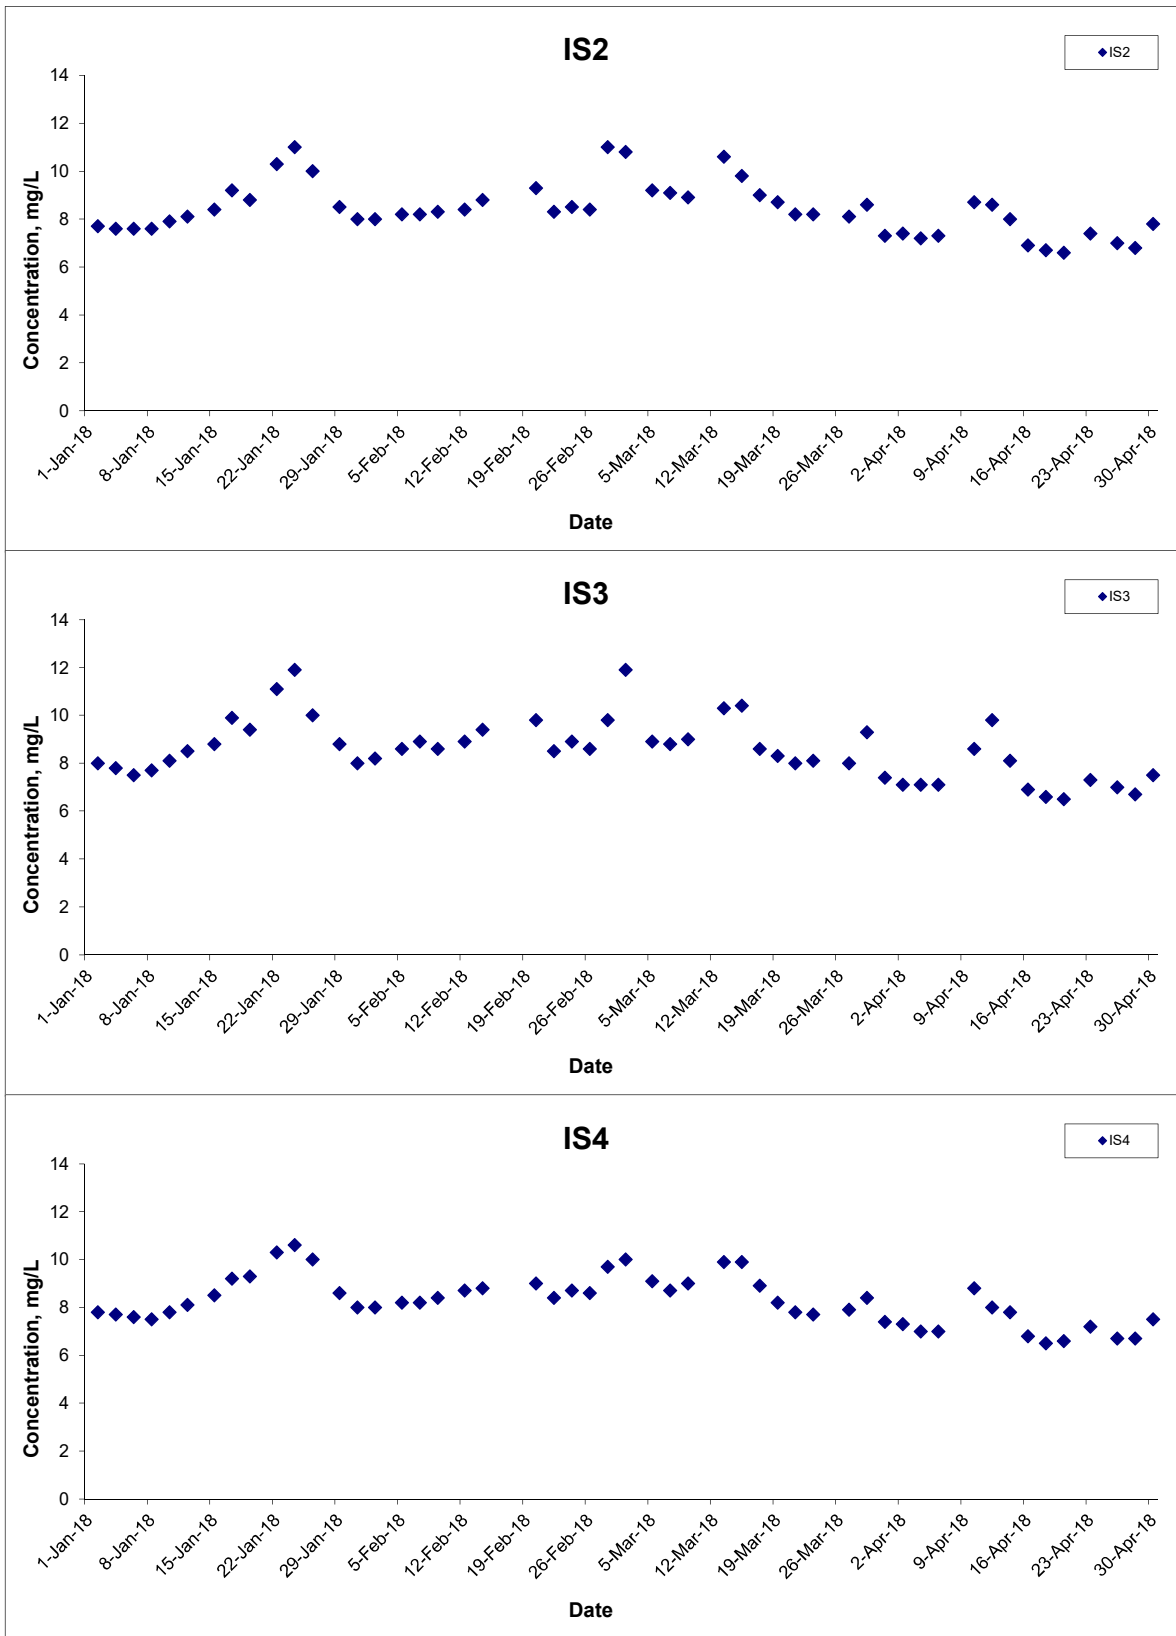 IS2
IS2
14
12
10
8
6
4
2
0
Concentration, mg/L
1-Jan-18
8-Jan-18
15-Jan-18
22-Jan-18
29-Jan-18
5-Feb-18
12-Feb-18
19-Feb-18
26-Feb-18
5-Mar-18
12-Mar-18
19-Mar-18
26-Mar-18
2-Apr-18
9-Apr-18
16-Apr-18
23-Apr-18
30-Apr-18
Date
IS3
IS3
14
12
10
8
6
4
2
0
Concentration, mg/L
1-Jan-18
8-Jan-18
15-Jan-18
22-Jan-18
29-Jan-18
5-Feb-18
12-Feb-18
19-Feb-18
26-Feb-18
5-Mar-18
12-Mar-18
19-Mar-18
26-Mar-18
2-Apr-18
9-Apr-18
16-Apr-18
23-Apr-18
30-Apr-18
Date
IS4
IS4
14
12
10
8
6
4
2
0
Concentration, mg/L
1-Jan-18
8-Jan-18
15-Jan-18
22-Jan-18
29-Jan-18
5-Feb-18
12-Feb-18
19-Feb-18
26-Feb-18
5-Mar-18
12-Mar-18
19-Mar-18
26-Mar-18
2-Apr-18
9-Apr-18
16-Apr-18
23-Apr-18
30-Apr-18
Date